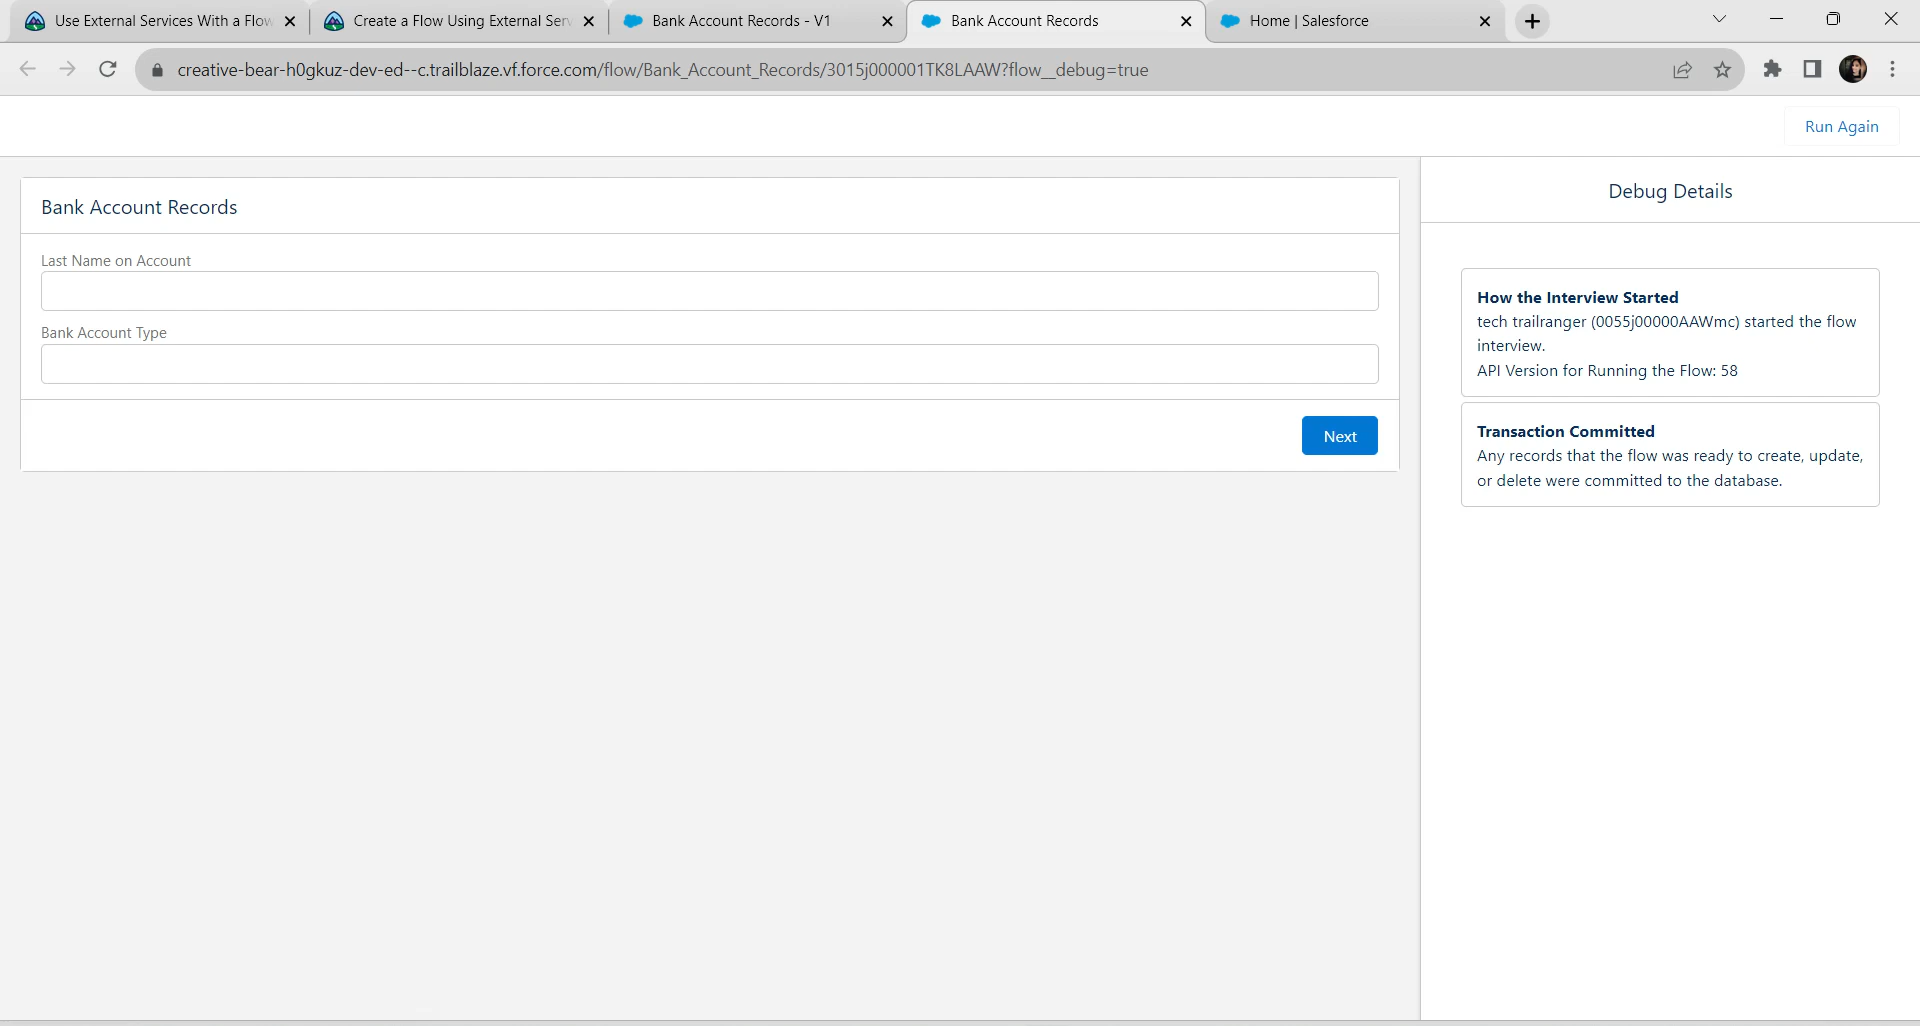 Use External Services With a Flow
Create a Flow Using External Serv
Bank Account Records - V1
Bank Account Records
Home | Salesforce
creative-bear-h0gkuz-dev-ed--c.trailblaze.vf.force.com/flow/Bank_Account_Records/3015j000001TK8LAAW?flow__debug=true
Run Again
Bank Account Records
Last Name on Account
Bank Account Type
Next
Debug Details
How the Interview Started
tech trailranger (0055j00000AAWmc) started the flow
interview.
API Version for Running the Flow: 58
Transaction Committed
Any records that the flow was ready to create, update,
or delete were committed to the database.